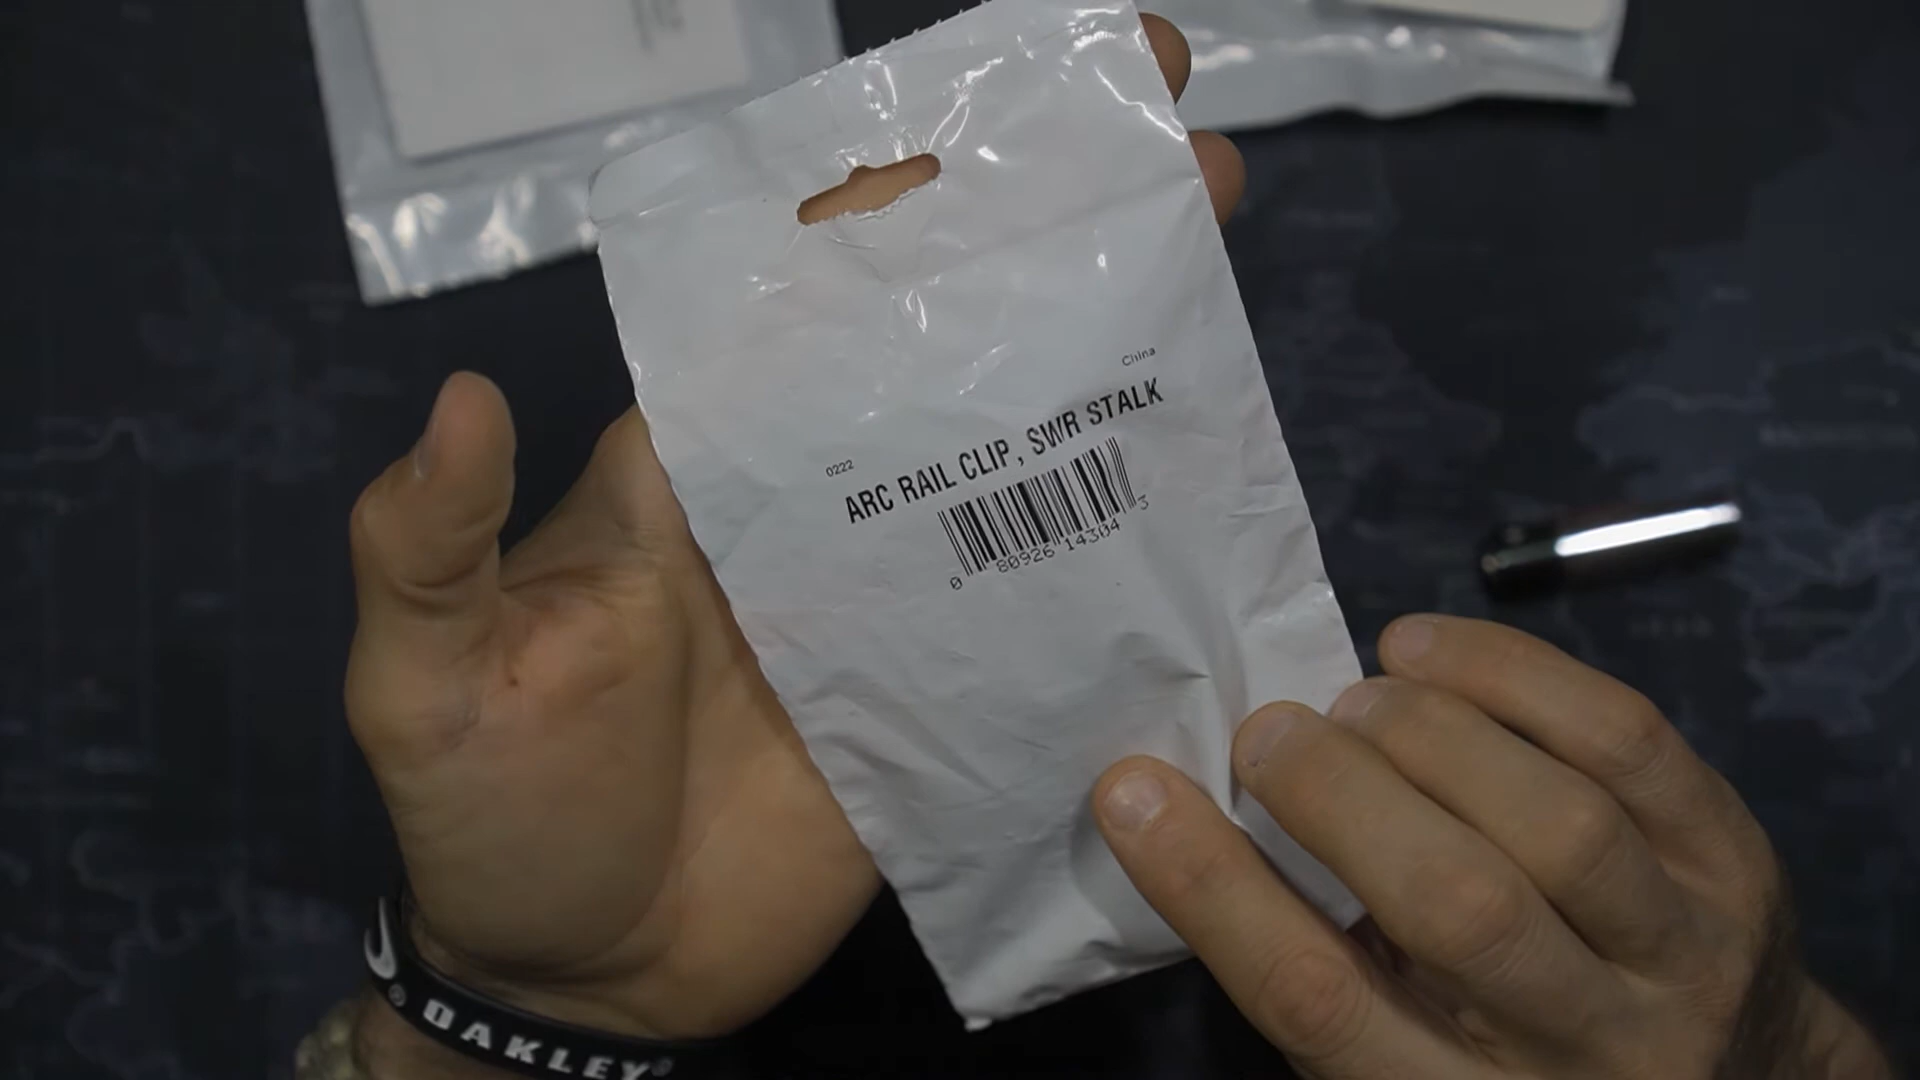 China
0222
ARC RAIL CLIP, SWR STALK
0 80926 14304 3
OAKLEY®